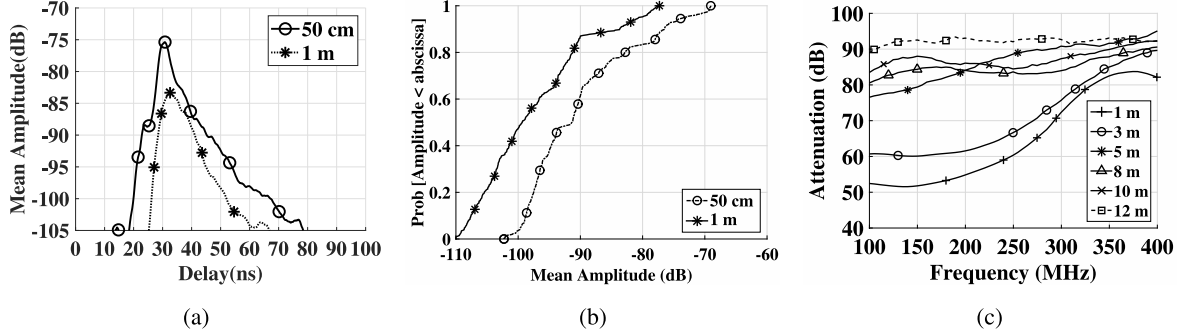 Mean Amplitude(dB)
-70
-75
-80
-85
-90
-95
-100
-105
0 10 20 30 40 50 60 70 80 90 100
Delay(ns)
50 cm
1 m
(a)
Prob [Amplitude < abscissa]
1
0.8
0.6
0.4
0.2
0
-110 -100 -90 -80 -70 -60
Mean Amplitude (dB)
50 cm
1 m
(b)
Attenuation (dB)
100
90
80
70
60
50
40
100 150 200 250 300 350 400
Frequency (MHz)
1 m
3 m
5 m
8 m
10 m
12 m
(c)